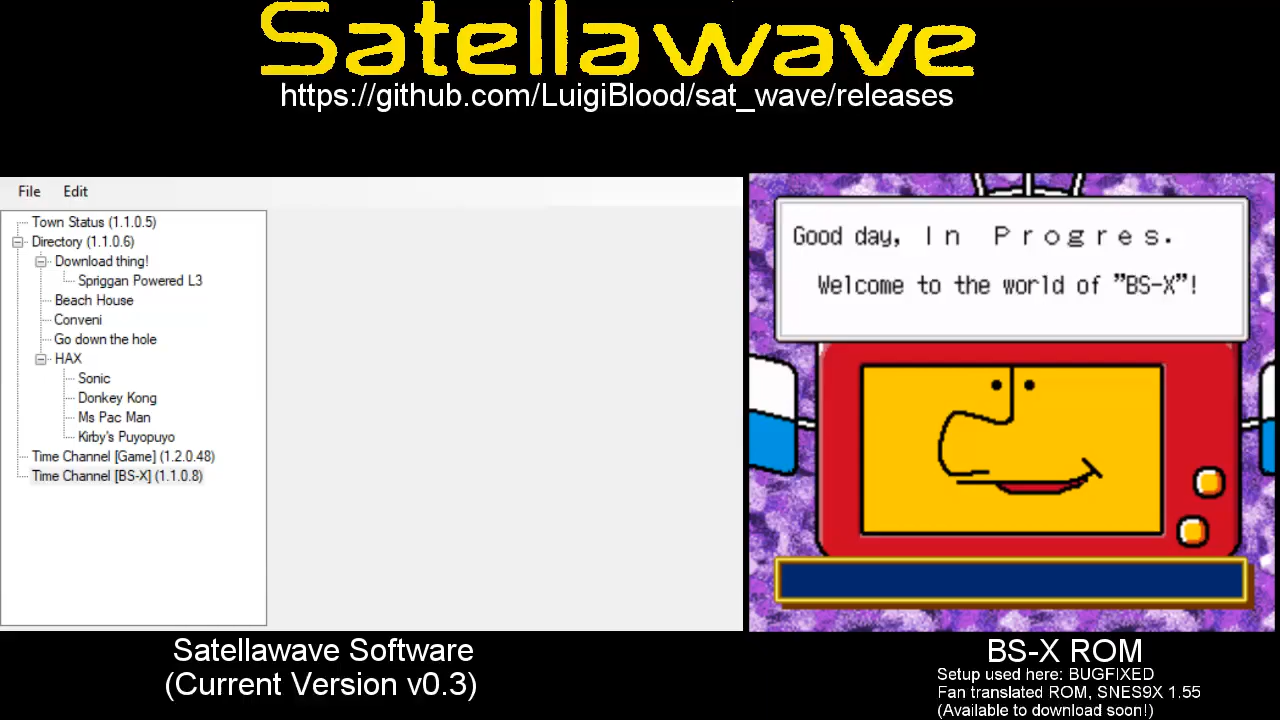 Satellawave
https://github.com/LuigiBlood/sat_wave/releases
File Edit
Town Status (1.1.0.5)
Directory (1.1.0.6)
Download thing!
Spriggan Powered L3
Beach House
Conveni
Go down the hole
HAX
Sonic
Donkey Kong
Ms Pac Man
Kirby's Puyopuyo
Time Channel [Game] (1.2.0.48)
Time Channel [BS-X] (1.1.0.8)
Good day, In Progres.
Welcome to the world of "BS-X"!
Satellawave Software
(Current Version v0.3)
BS-X ROM
Setup used here: BUGFIXED
Fan translated ROM, SNES9X 1.55
(Available to download soon!)